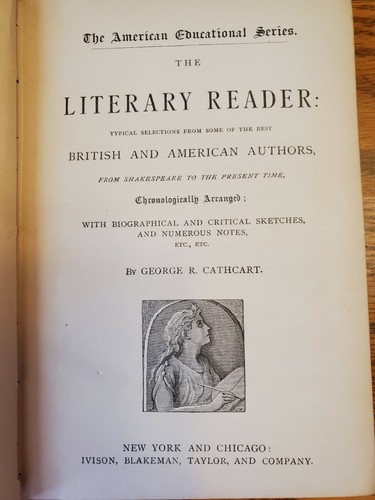 The American Educational Series.
THE
LITERARY READER:
TYPICAL SELECTIONS FROM SOME OF THE BEST
BRITISH AND AMERICAN AUTHORS,
FROM SHAKESPEARE TO THE PRESENT TIME,
Chronologically Arranged;
WITH BIOGRAPHICAL AND CRITICAL SKETCHES,
AND NUMEROUS NOTES,
ETC., ETC.
BY GEORGE R. CATHCART.
NEW YORK AND CHICAGO:
IVISON, BLAKEMAN, TAYLOR, AND COMPANY.